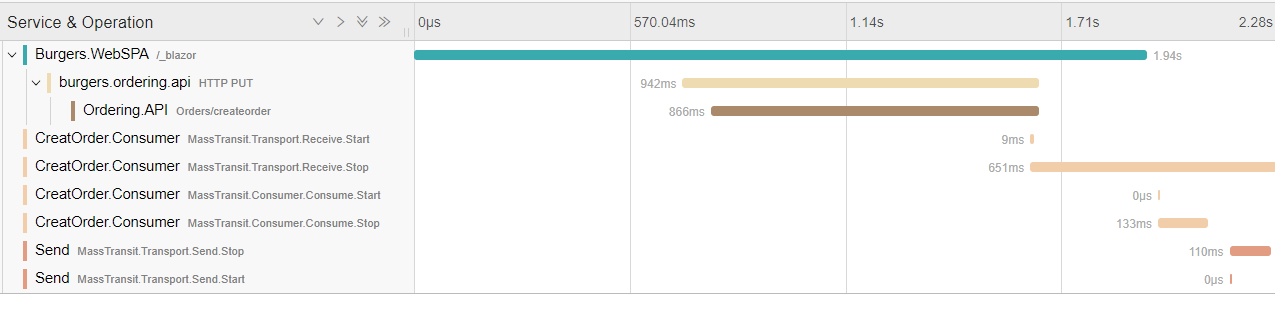 Service & Operation 0μs 570.04ms 1.14s 1.71s 2.28s
Burgers.WebSPA /_blazor 1.94s
burgers.ordering.api HTTP PUT 942ms
Ordering.API Orders/createorder 866ms
CreatOrder.Consumer MassTransit.Transport.Receive.Start 9ms
CreatOrder.Consumer MassTransit.Transport.Receive.Stop 651ms
CreatOrder.Consumer MassTransit.Consumer.Consume.Start 0μs
CreatOrder.Consumer MassTransit.Consumer.Consume.Stop 133ms
Send MassTransit.Transport.Send.Stop 110ms
Send MassTransit.Transport.Send.Start 0μs